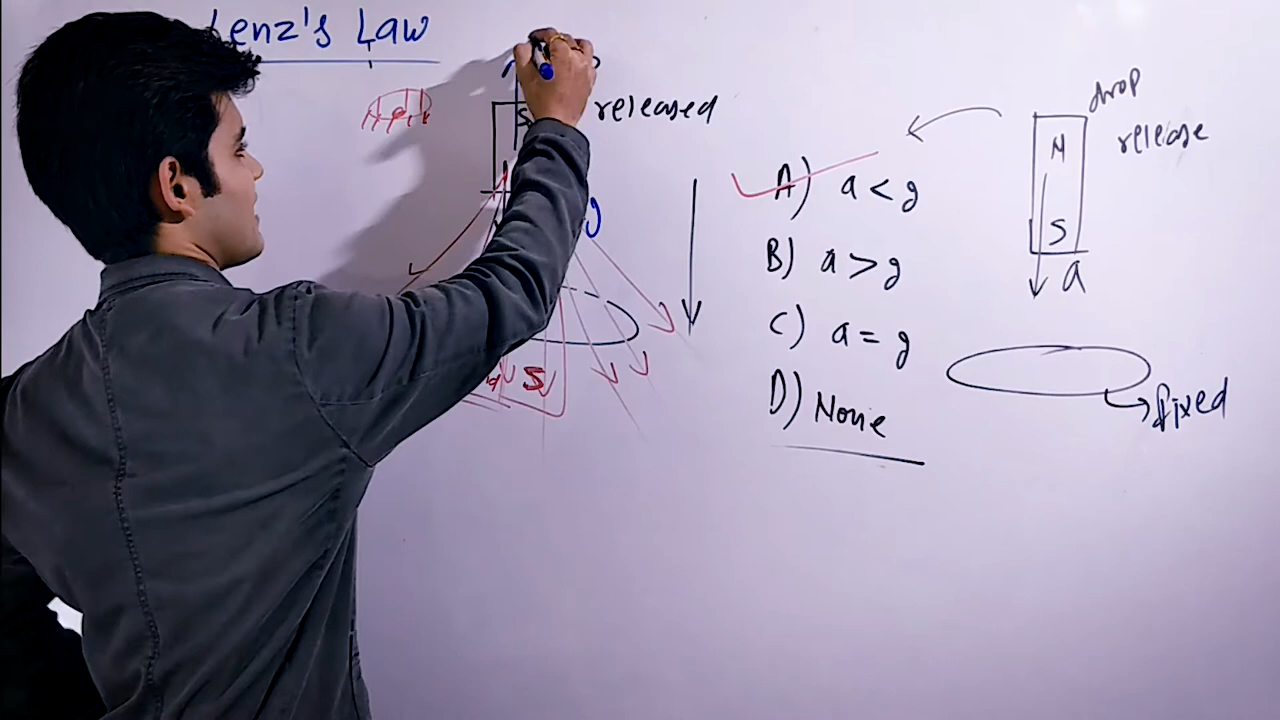 Lenz's Law
released
S
g
S
A) a < g
B) a > g
C) a = g
D) None
drop
release
N
S
a
fixed